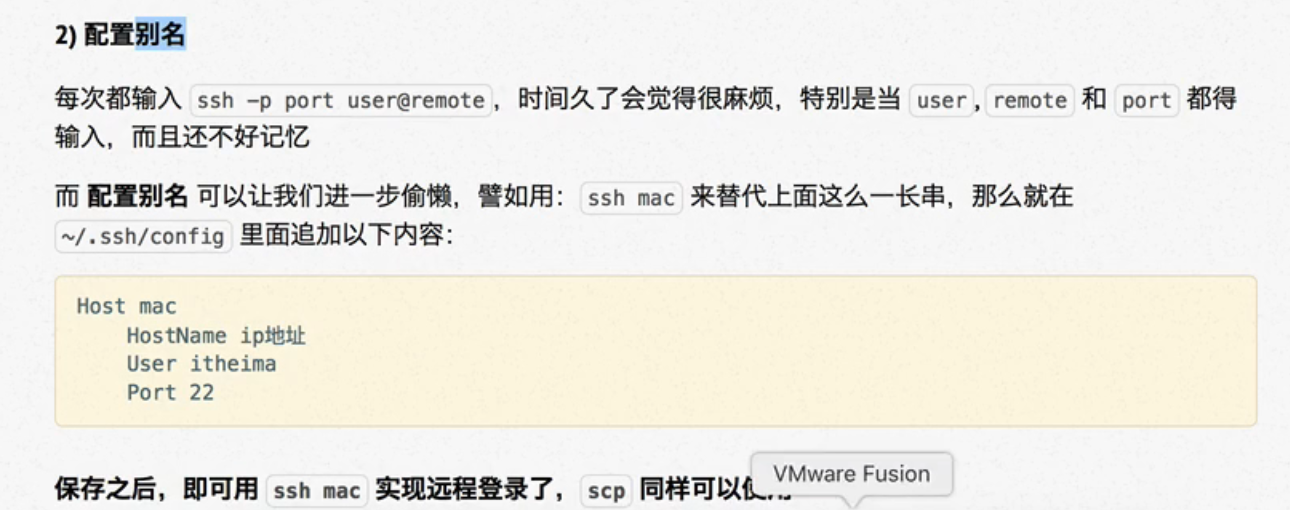 2) 配置别名
每次都输入 ssh -p port user@remote，时间久了会觉得很麻烦，特别是当 user, remote 和 port 都得
输入，而且还不好记忆
而 配置别名 可以让我们进一步偷懒，譬如用：ssh mac 来替代上面这么一长串，那么就在
~/.ssh/config 里面追加以下内容：
Host mac
HostName ip地址
User itheima
Port 22
保存之后，即可用 ssh mac 实现远程登录了，scp 同样可以使用
VMware Fusion